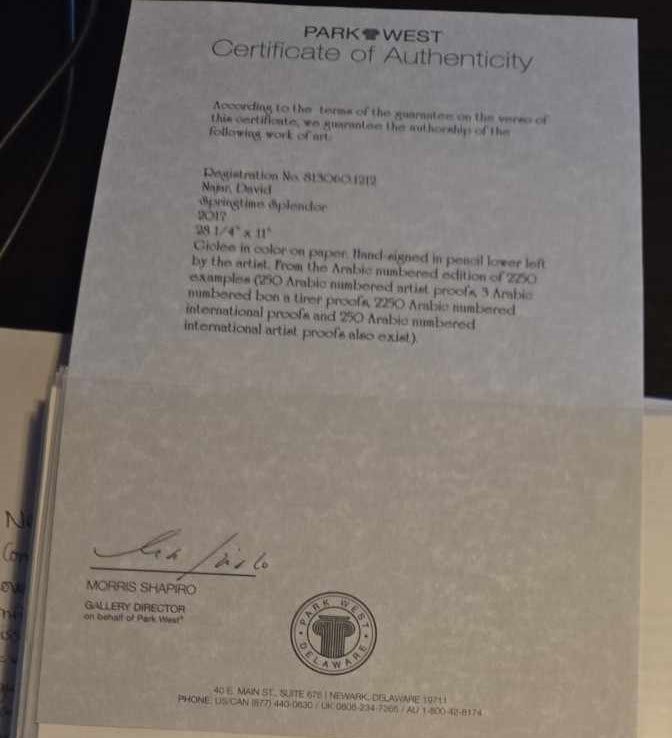 PARK WEST
Certificate of Authenticity
According to the terms of the guarantee on the verso of
this certificate, we guarantee the authorship of the
following work of art:
Registration No. 813060.1212
Najar, David
Springtime Splendor
2017
28 1/4" x 11"
Giclee in color on paper. Hand-signed in pencil lower left
by the artist. From the Arabic numbered edition of 2250
examples (250 Arabic numbered artist proofs, 3 Arabic
numbered bon a tirer proofs, 2250 Arabic numbered
international proofs and 250 Arabic numbered
international artist proofs also exist).
MORRIS SHAPIRO
GALLERY DIRECTOR
on behalf of Park West
PARK WEST
DELAWARE
40 E. MAIN ST., SUITE 676 | NEWARK, DELAWARE 19711
PHONE: US/CAN (877) 440-0630 / UK 0808-234-7266 / AU 1-800-42-8174